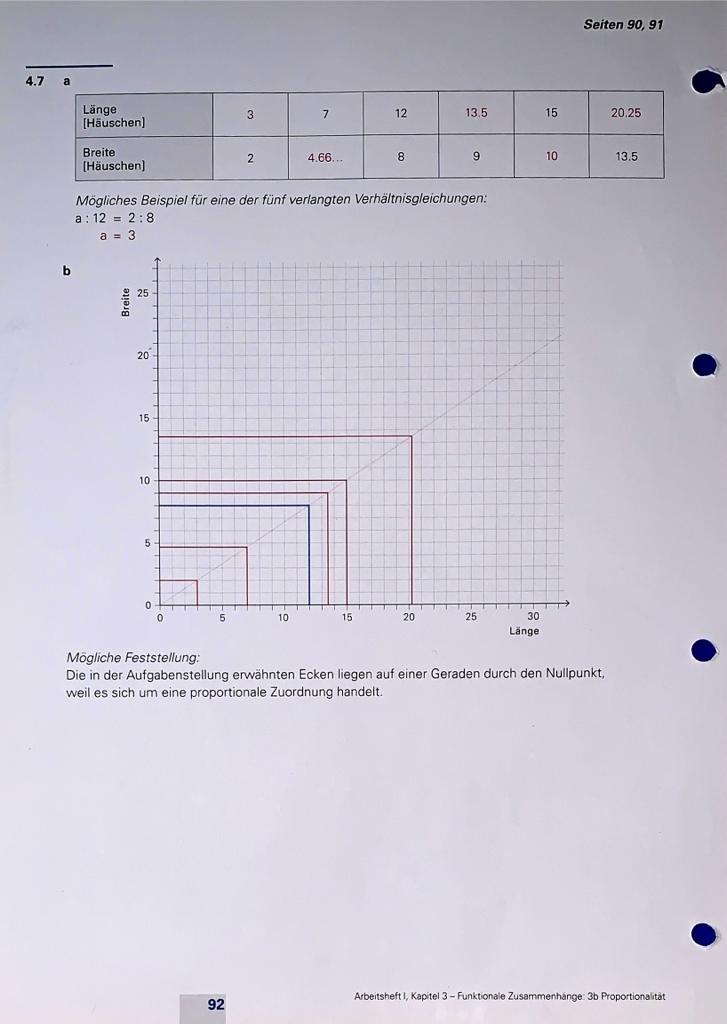 Seiten 90, 91
4.7 a
Länge [Häuschen] 3 7 12 13.5 15 20.25
Breite [Häuschen] 2 4.66... 8 9 10 13.5
Mögliches Beispiel für eine der fünf verlangten Verhältnisgleichungen:
a : 12 = 2 : 8
a = 3
b
Breite
25
20
15
10
5
0
0 5 10 15 20 25 30
Länge
Mögliche Feststellung:
Die in der Aufgabenstellung erwähnten Ecken liegen auf einer Geraden durch den Nullpunkt,
weil es sich um eine proportionale Zuordnung handelt.
92
Arbeitsheft I, Kapitel 3 – Funktionale Zusammenhänge: 3b Proportionalität